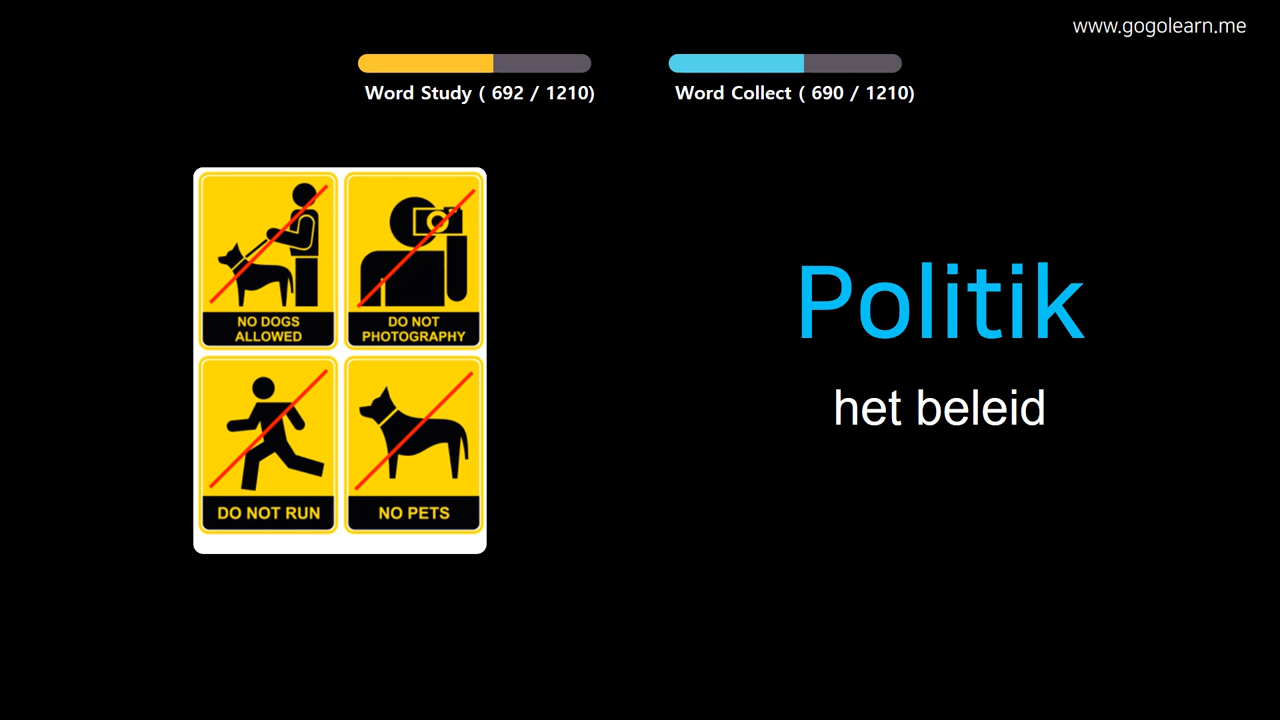 www.gogolearn.me
Word Study ( 692 / 1210)
Word Collect ( 690 / 1210)
NO DOGS
ALLOWED
DO NOT
PHOTOGRAPHY
DO NOT RUN
NO PETS
Politik
het beleid